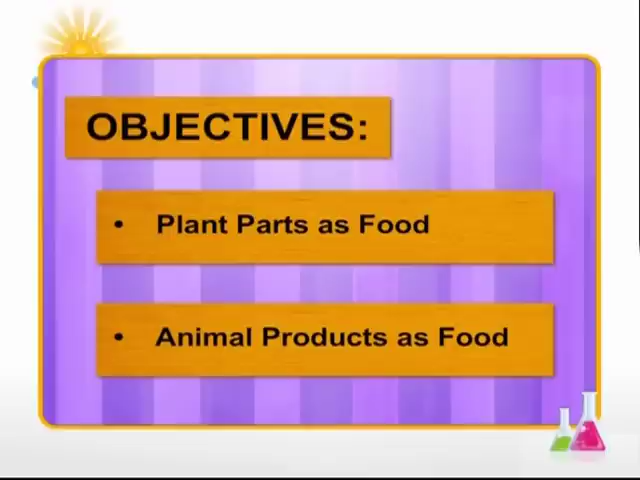 OBJECTIVES:
• Plant Parts as Food
• Animal Products as Food